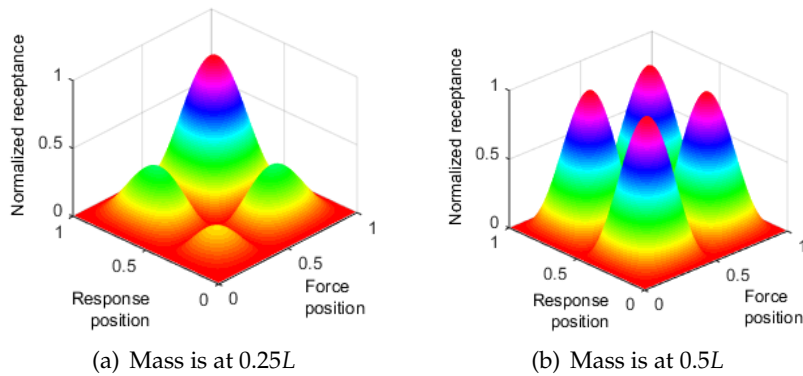 Normalized receptance
1
0.5
0
1
0.5
0
0
0.5
1
Response
position
Force
position
(a) Mass is at 0.25L
Normalized receptance
1
0.5
0
1
0.5
0
0
0.5
1
Response
position
Force
position
(b) Mass is at 0.5L